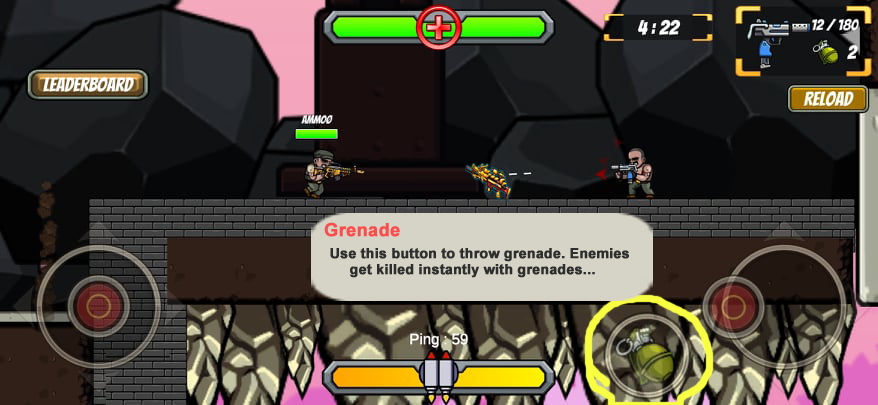 4:22
12 / 180
2
LEADERBOARD
RELOAD
AMMO0
Grenade
Use this button to throw grenade. Enemies
get killed instantly with grenades...
Ping : 59